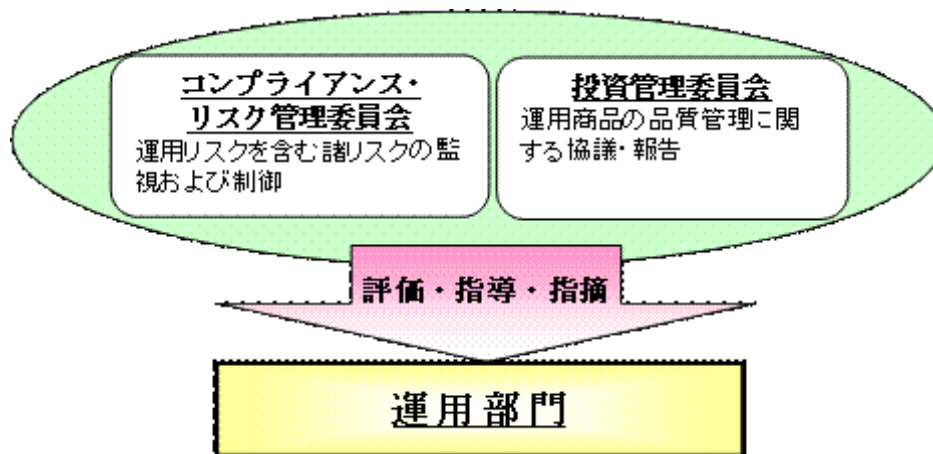 コンプライアンス・
リスク管理委員会
運用リスクを含む諸リスクの監
視および制御
投資管理委員会
運用商品の品質管理に関
する協議・報告
評価・指導・指摘
運用部門